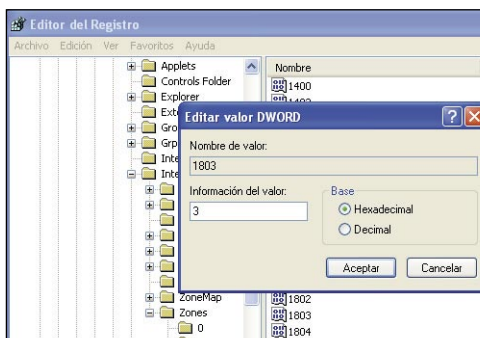 Editor del Registro
Archivo Edición Ver Favoritos Ayuda
Applets
Controls Folder
Explorer
Nombre
1400
Editar valor DWORD
Nombre de valor:
1803
Información del valor:
3
Base
Hexadecimal
Decimal
Aceptar
Cancelar
ZoneMap
Zones
0
1802
1803
1804